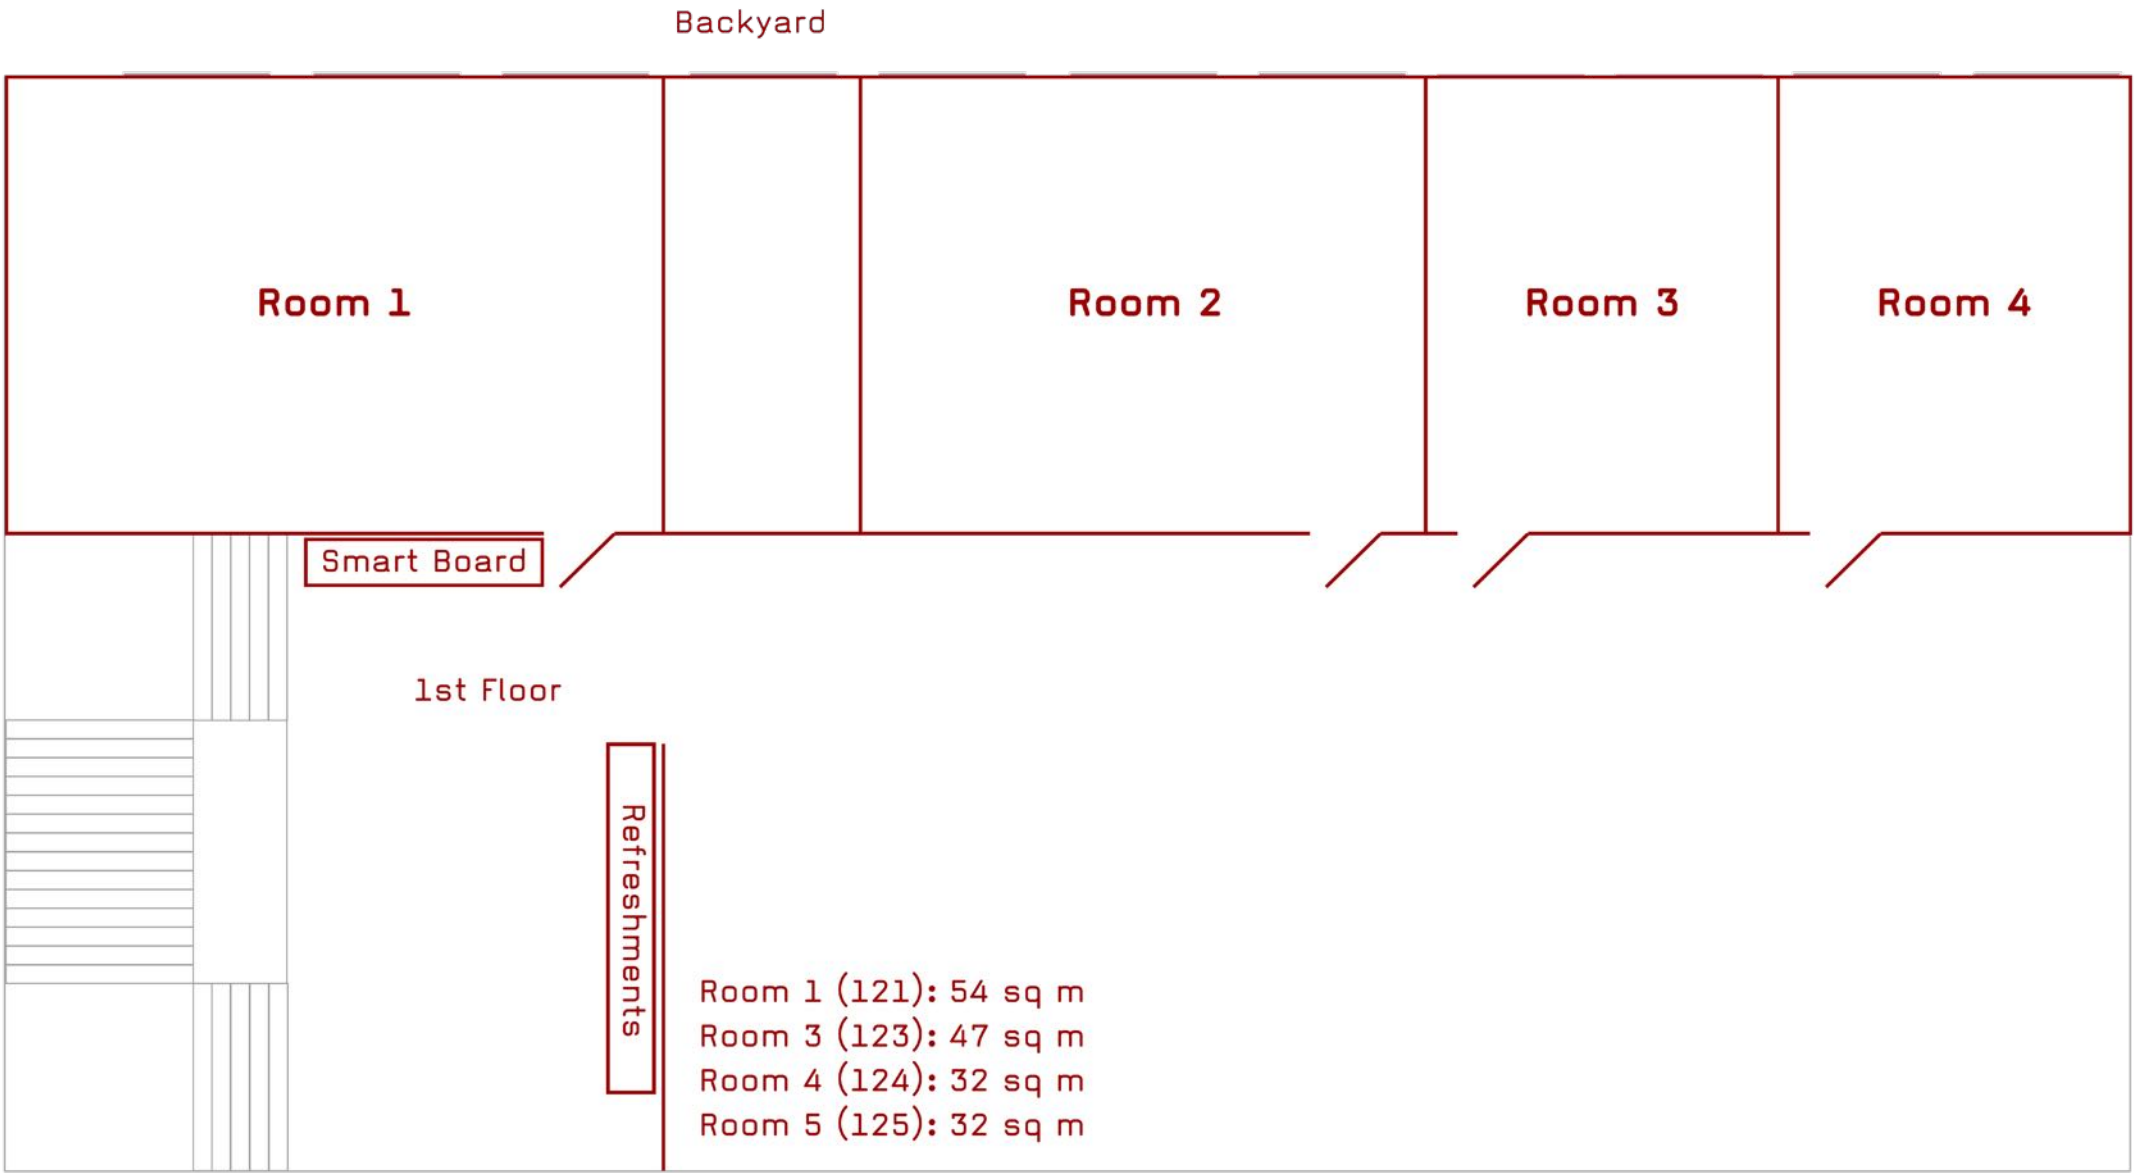 Backyard
Room 1
Room 2
Room 3
Room 4
Smart Board
1st Floor
Refreshments
Room 1 (121): 54 sq m
Room 3 (123): 47 sq m
Room 4 (124): 32 sq m
Room 5 (125): 32 sq m